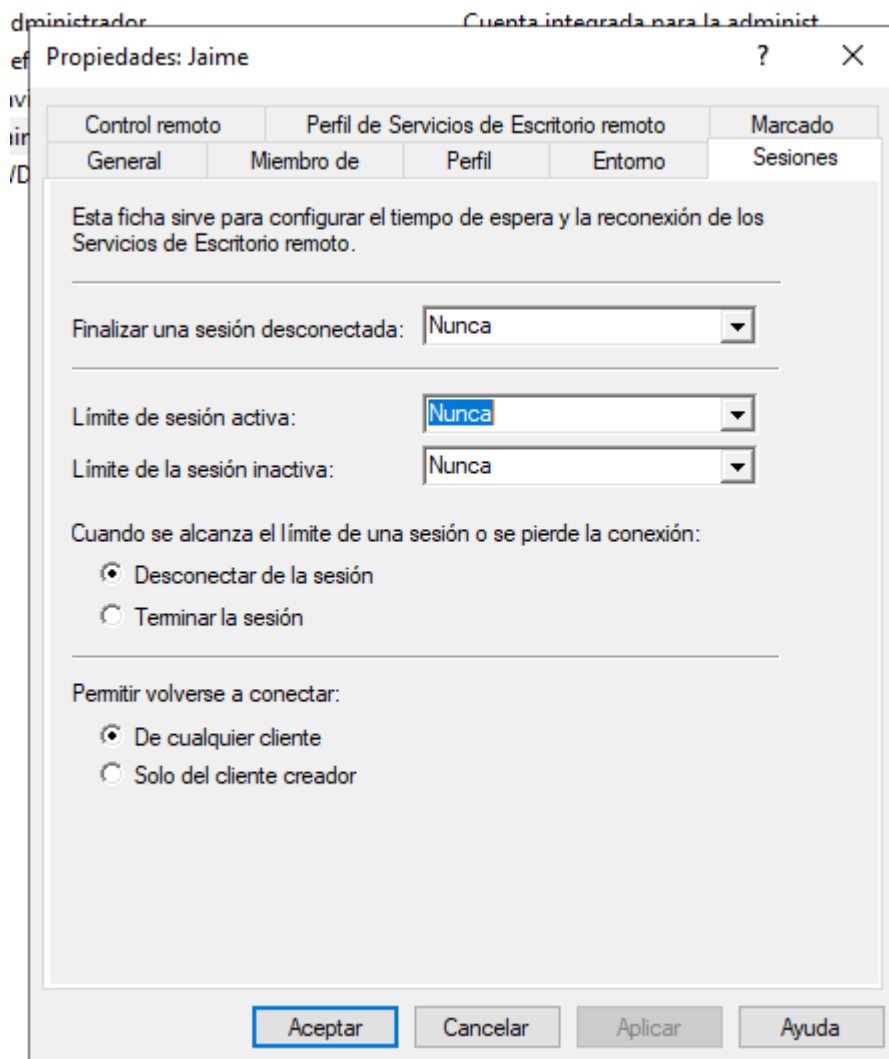 dministrador
Cuenta integrada para la administ
ef
Propiedades: Jaime
?
avi
Control remoto
Perfil de Servicios de Escritorio remoto
Marcado
General
Miembro de
Perfil
Entorno
Sesiones
Esta ficha sirve para configurar el tiempo de espera y la reconexión de los
Servicios de Escritorio remoto.
Finalizar una sesión desconectada:
Nunca
Límite de sesión activa:
Nunca
Límite de la sesión inactiva:
Nunca
Cuando se alcanza el límite de una sesión o se pierde la conexión:
Desconectar de la sesión
Terminar la sesión
Permitir volverse a conectar:
De cualquier cliente
Solo del cliente creador
Aceptar
Cancelar
Aplicar
Ayuda